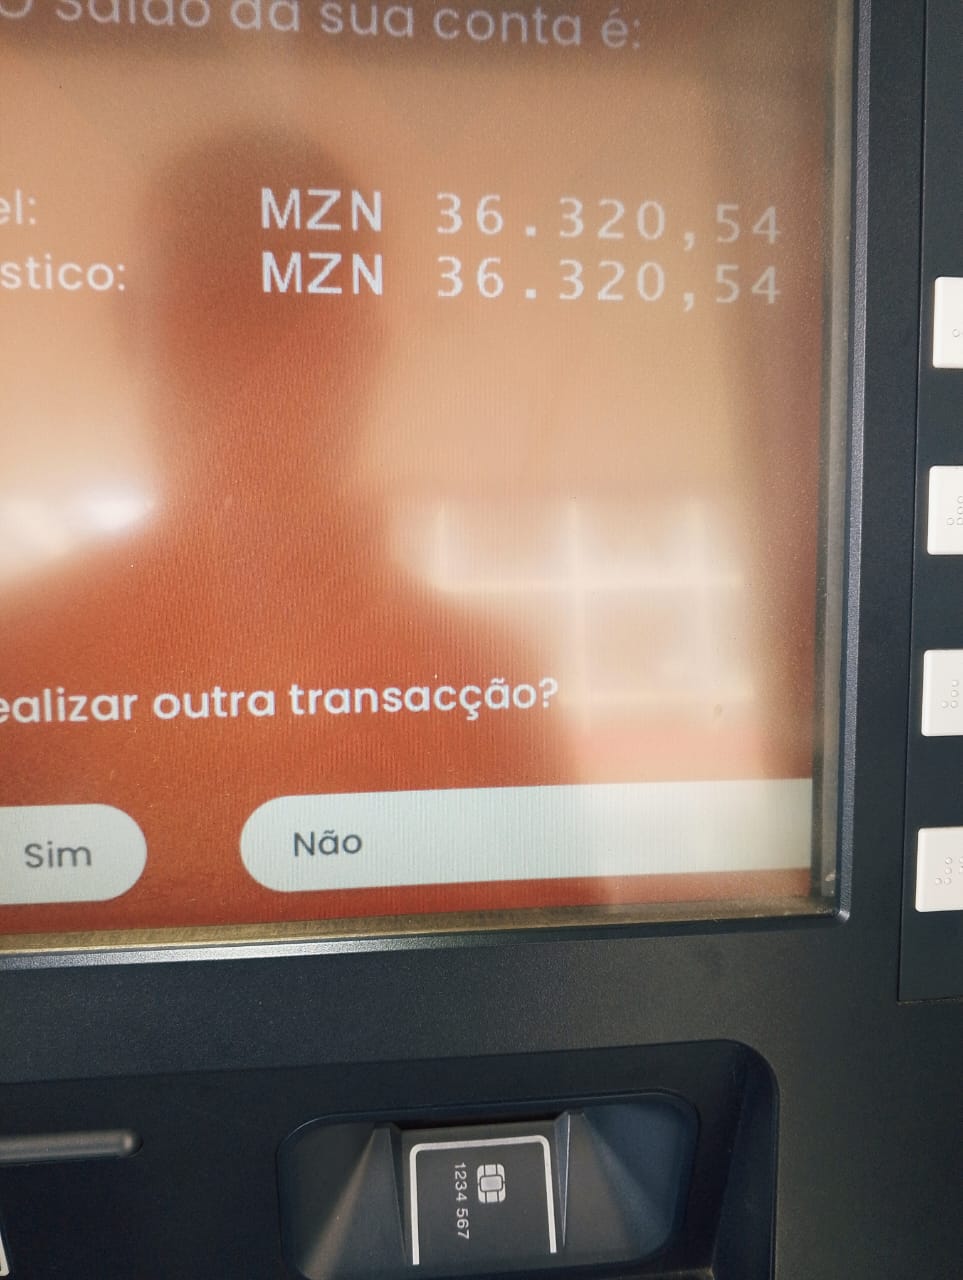 O saldo da sua conta é:
el: MZN 36.320,54
stico: MZN 36.320,54
ealizar outra transacção?
Sim Não
1234 567